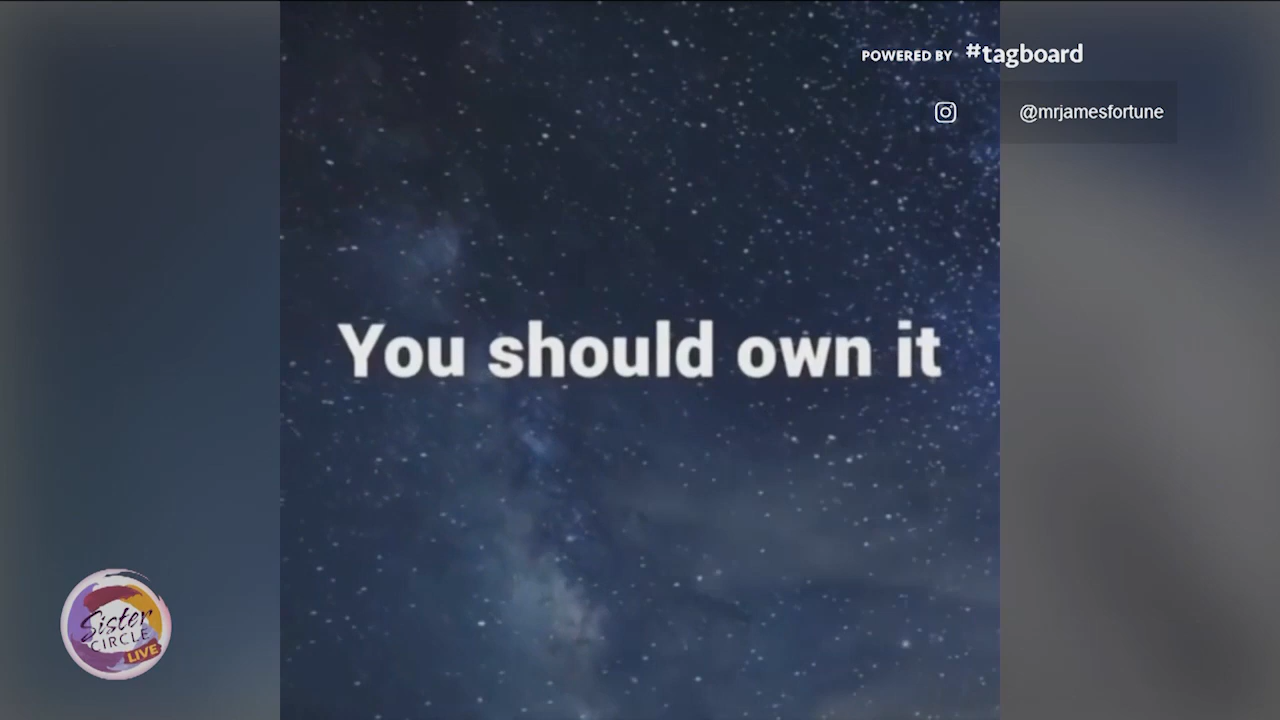 POWERED BY #tagboard
@mrjamesfortune
You should own it
Sister
CIRCLE
LIVE